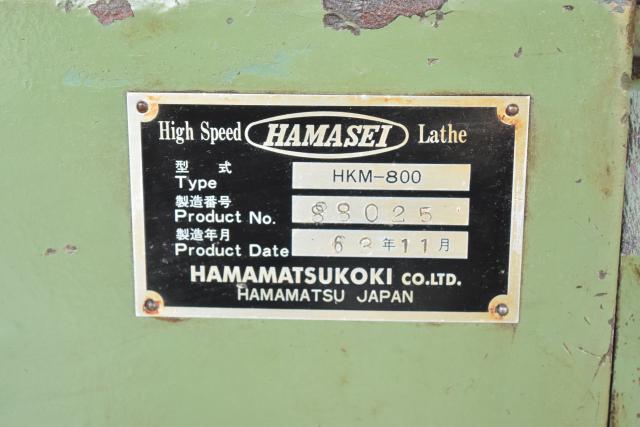 High Speed HAMASEI Lathe
型式 HKM-800
Type
製造番号 88025
Product No.
製造年月 63年11月
Product Date
HAMAMATSUKOKI CO.LTD.
HAMAMATSU JAPAN